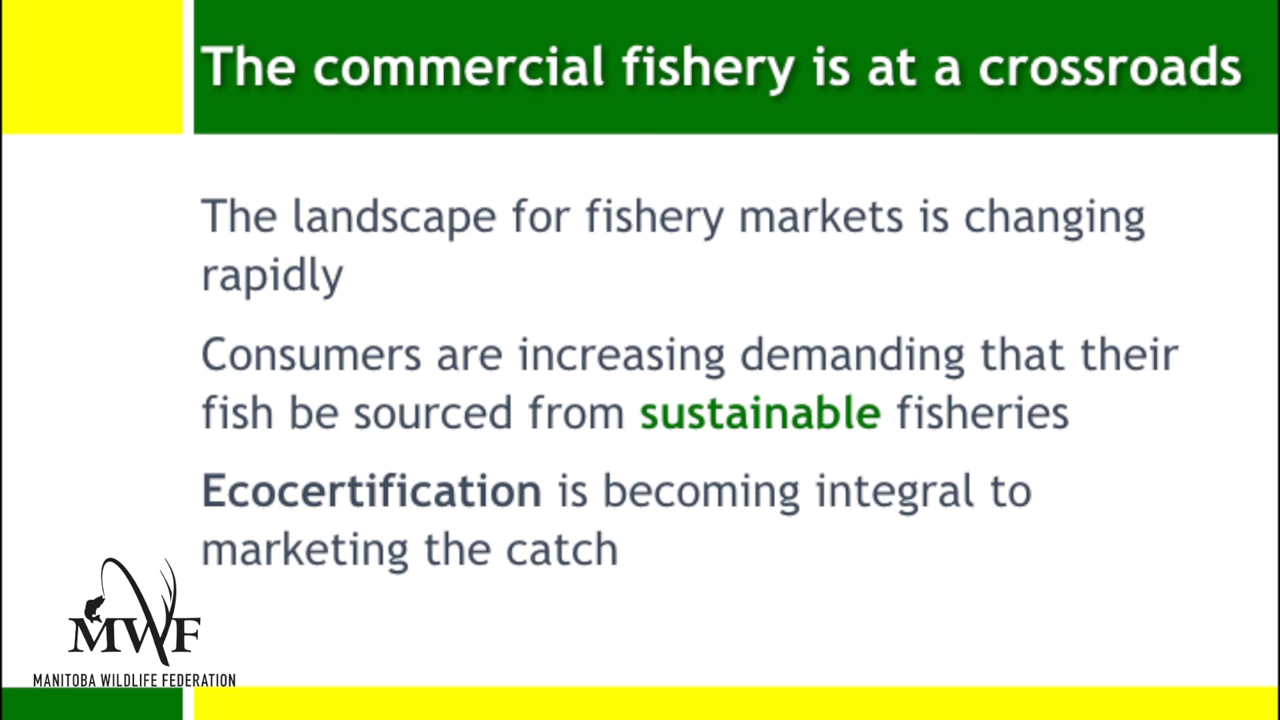 The commercial fishery is at a crossroads
The landscape for fishery markets is changing
rapidly
Consumers are increasing demanding that their
fish be sourced from sustainable fisheries
Ecocertification is becoming integral to
marketing the catch
MWF
MANITOBA WILDLIFE FEDERATION